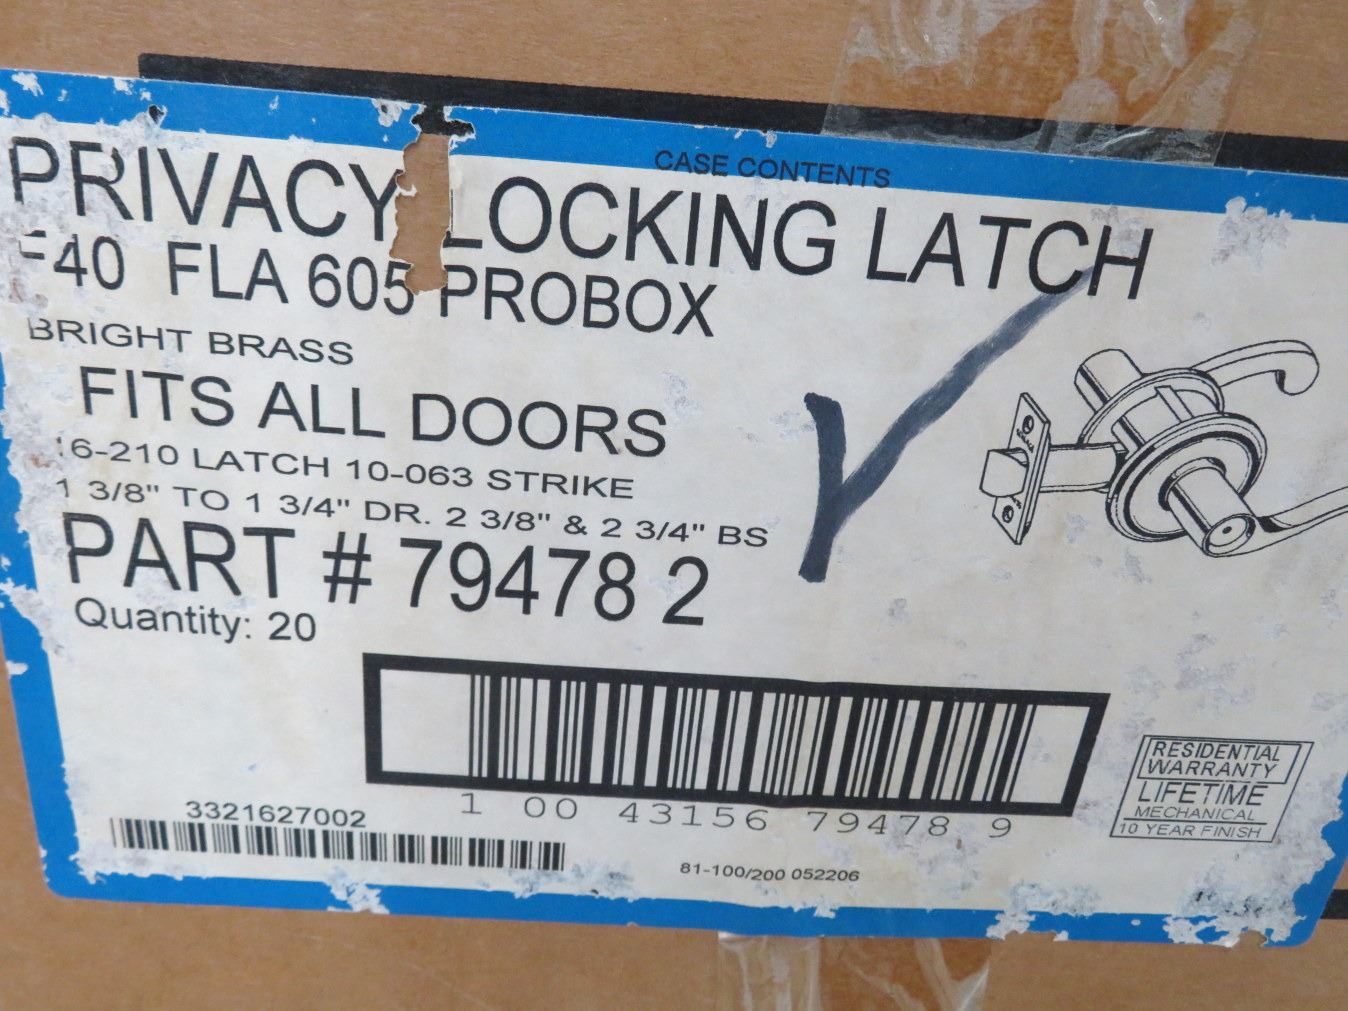 CASE CONTENTS
PRIVACY LOCKING LATCH
F40 FLA 605 PROBOX
BRIGHT BRASS
FITS ALL DOORS
16-210 LATCH 10-063 STRIKE
1 3/8" TO 1 3/4" DR. 2 3/8" & 2 3/4" BS
PART # 79478 2
Quantity: 20
1 00 43156 79478 9
3321627002
81-100/200 052206
RESIDENTIAL
WARRANTY
LIFETIME
MECHANICAL
10 YEAR FINISH